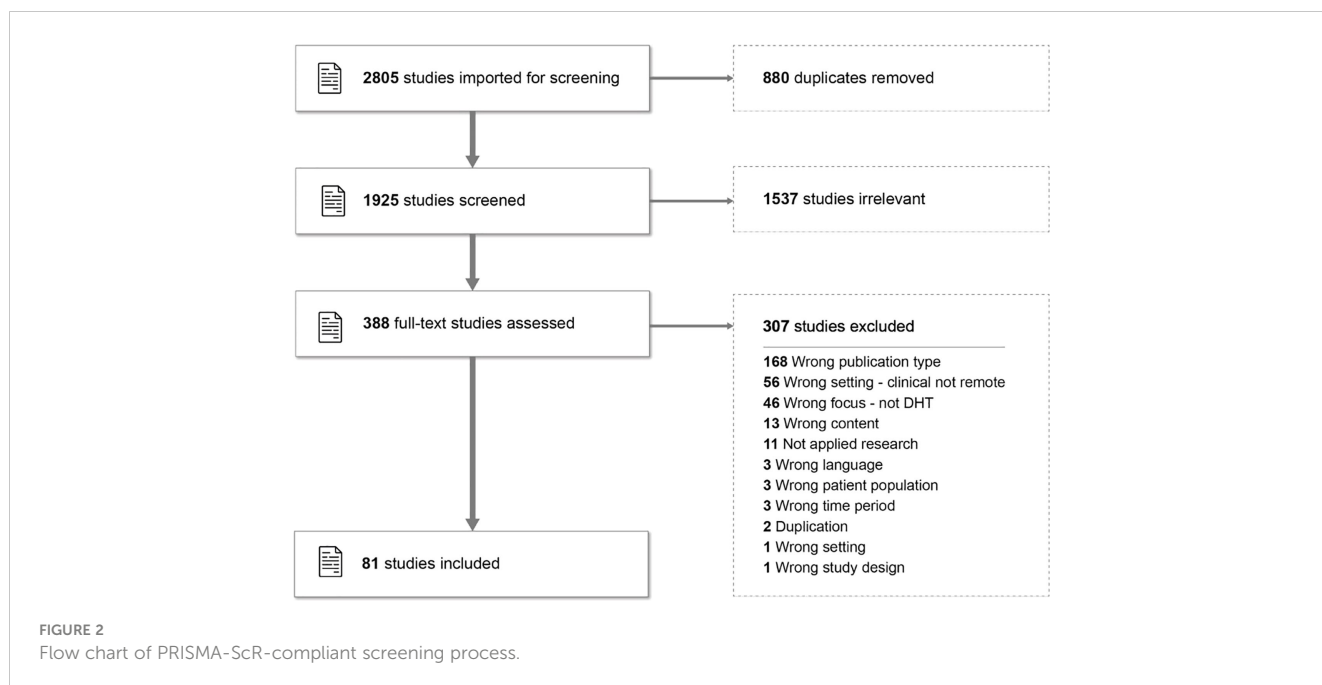 2805 studies imported for screening
880 duplicates removed
1925 studies screened
1537 studies irrelevant
388 full-text studies assessed
307 studies excluded
168 Wrong publication type
56 Wrong setting - clinical not remote
46 Wrong focus - not DHT
13 Wrong content
11 Not applied research
3 Wrong language
3 Wrong patient population
3 Wrong time period
2 Duplication
1 Wrong setting
1 Wrong study design
81 studies included
FIGURE 2
Flow chart of PRISMA-ScR-compliant screening process.